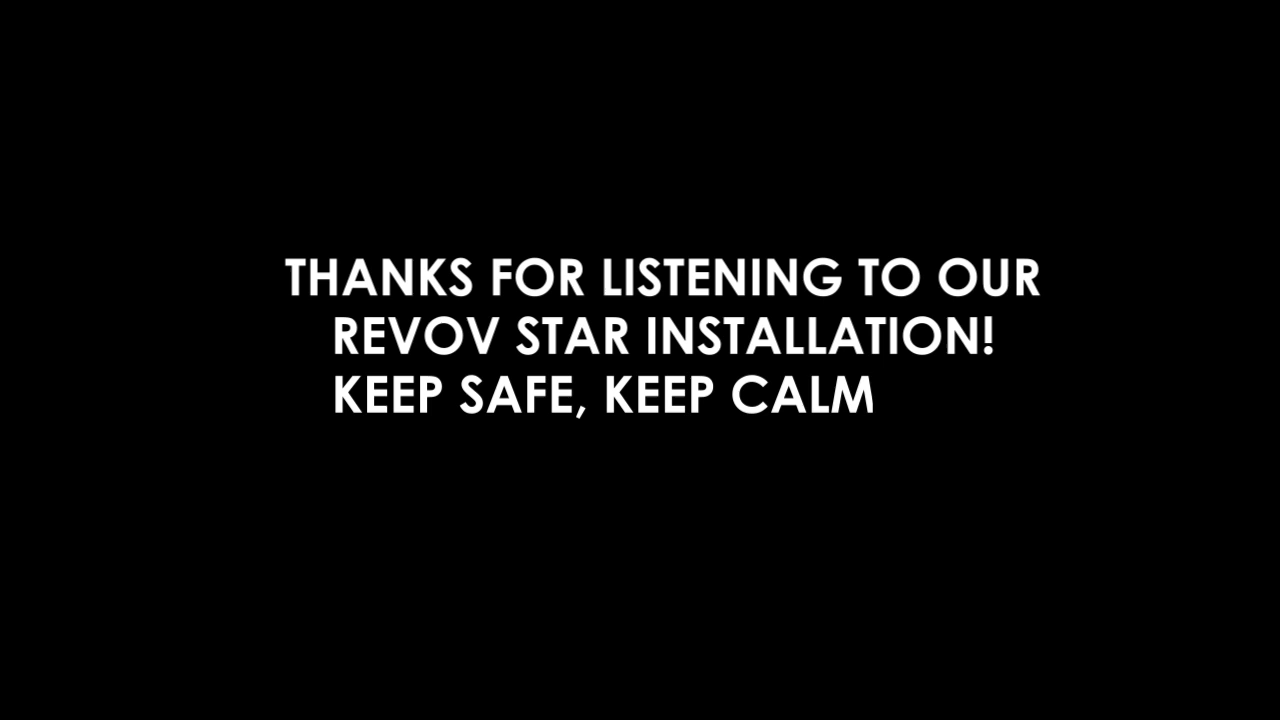 THANKS FOR LISTENING TO OUR
REVOV STAR INSTALLATION!
KEEP SAFE, KEEP CALM